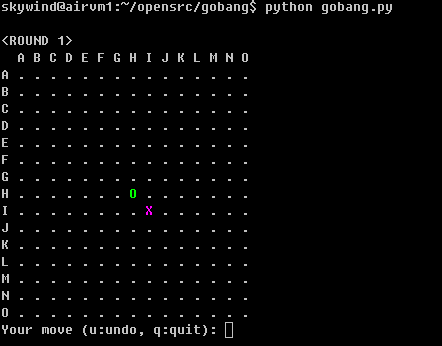 skywind@airvm1:~/opensrc/gobang$ python gobang.py
<ROUND 1>
  A B C D E F G H I J K L M N O
A . . . . . . . . . . . . . . .
B . . . . . . . . . . . . . . .
C . . . . . . . . . . . . . . .
D . . . . . . . . . . . . . . .
E . . . . . . . . . . . . . . .
F . . . . . . . . . . . . . . .
G . . . . . . . . . . . . . . .
H . . . . . . . O . . . . . . .
I . . . . . . . . X . . . . . .
J . . . . . . . . . . . . . . .
K . . . . . . . . . . . . . . .
L . . . . . . . . . . . . . . .
M . . . . . . . . . . . . . . .
N . . . . . . . . . . . . . . .
O . . . . . . . . . . . . . . .
Your move (u:undo, q:quit):